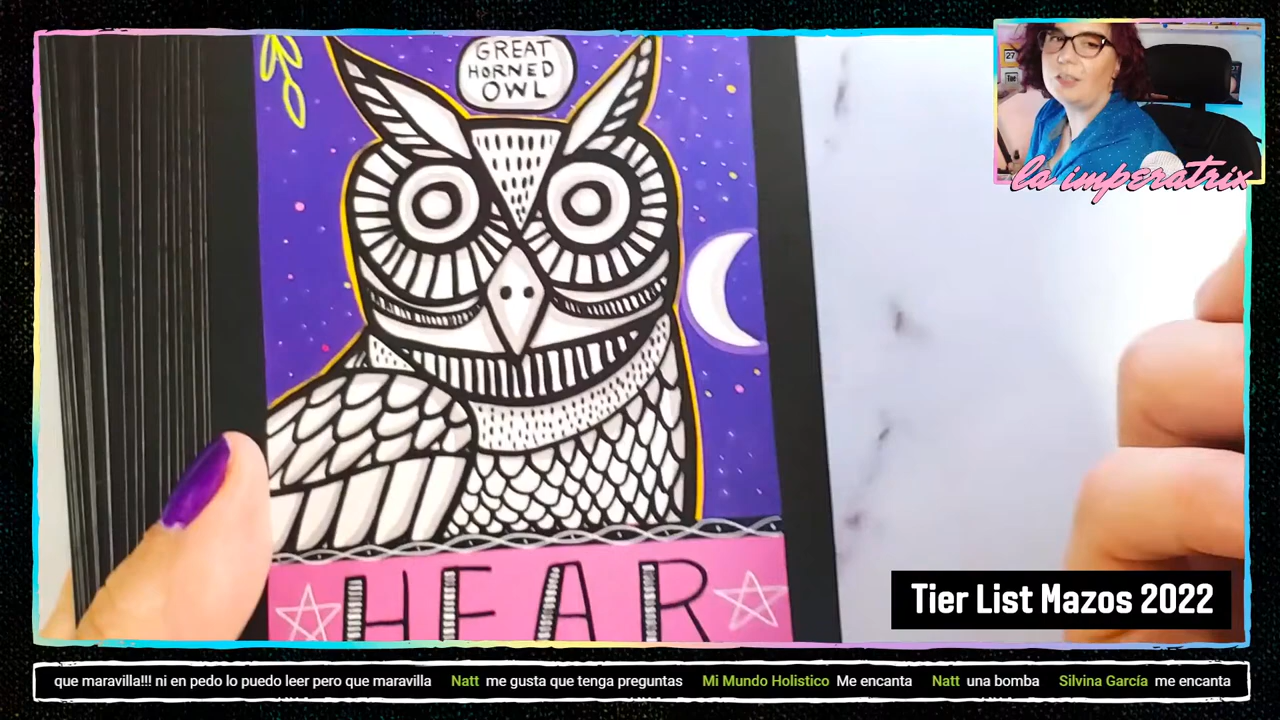 GREAT
HORNED
OWL
la imperatrix
HEAR
Tier List Mazos 2022
que maravilla!!! ni en pedo lo puedo leer pero que maravilla Natt me gusta que tenga preguntas Mi Mundo Holistico Me encanta Natt una bomba Silvina García me encanta